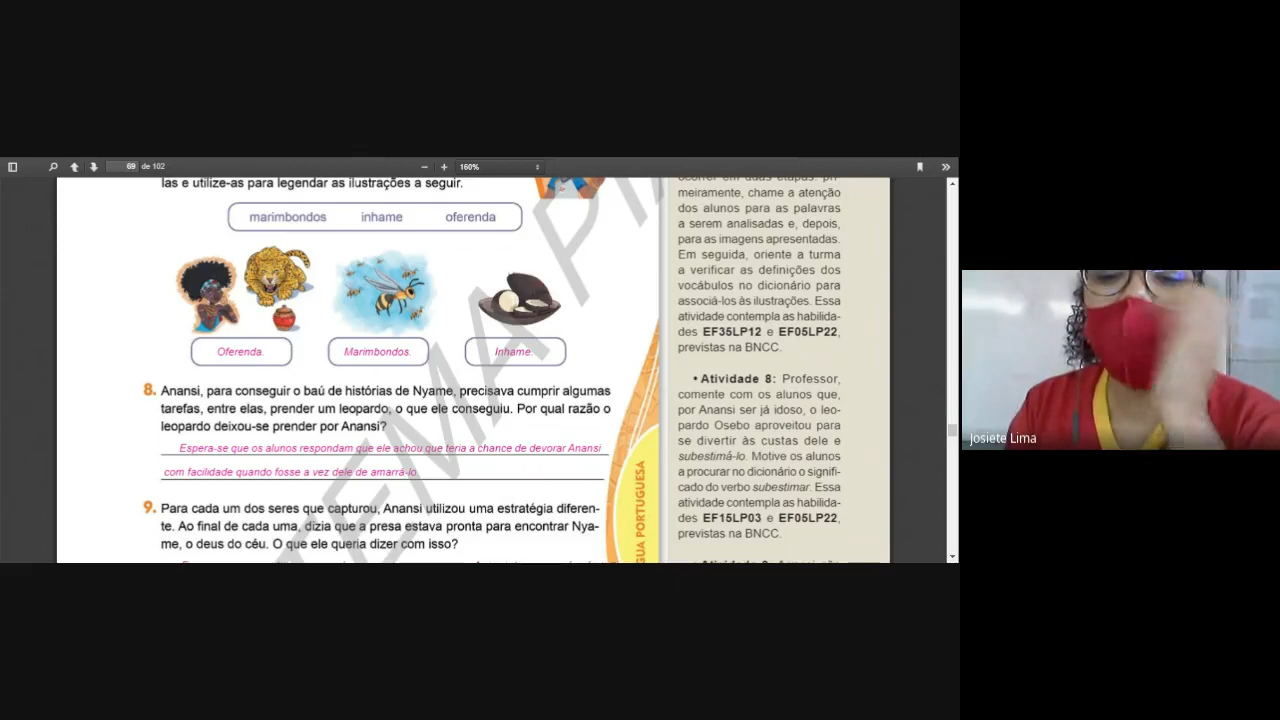 69 de 102
160%
las e utilize-as para legendar as ilustrações a seguir.
marimbondos inhame oferenda
Oferenda. Marimbondos. Inhame.
8. Anansi, para conseguir o baú de histórias de Nyame, precisava cumprir algumas
tarefas, entre elas, prender um leopardo, o que ele conseguiu. Por qual razão o
leopardo deixou-se prender por Anansi?
Espera-se que os alunos respondam que ele achou que teria a chance de devorar Anansi
com facilidade quando fosse a vez dele de amarrá-lo.
9. Para cada um dos seres que capturou, Anansi utilizou uma estratégia diferen-
te. Ao final de cada uma, dizia que a presa estava pronta para encontrar Nya-
me, o deus do céu. O que ele queria dizer com isso?
TEMA
GUA PORTUGUESA
ocorrer em duas etapas: pri-
meiramente, chame a atenção
dos alunos para as palavras
a serem analisadas e, depois,
para as imagens apresentadas.
Em seguida, oriente a turma
a verificar as definições dos
vocábulos no dicionário para
associá-los às ilustrações. Essa
atividade contempla as habilida-
des EF35LP12 e EF05LP22,
previstas na BNCC.
• Atividade 8: Professor,
comente com os alunos que,
por Anansi ser já idoso, o leo-
pardo Osebo aproveitou para
se divertir às custas dele e
subestimá-lo. Motive os alunos
a procurar no dicionário o signifi-
cado do verbo subestimar. Essa
atividade contempla as habilida-
des EF15LP03 e EF05LP22,
previstas na BNCC.
Josiete Lima